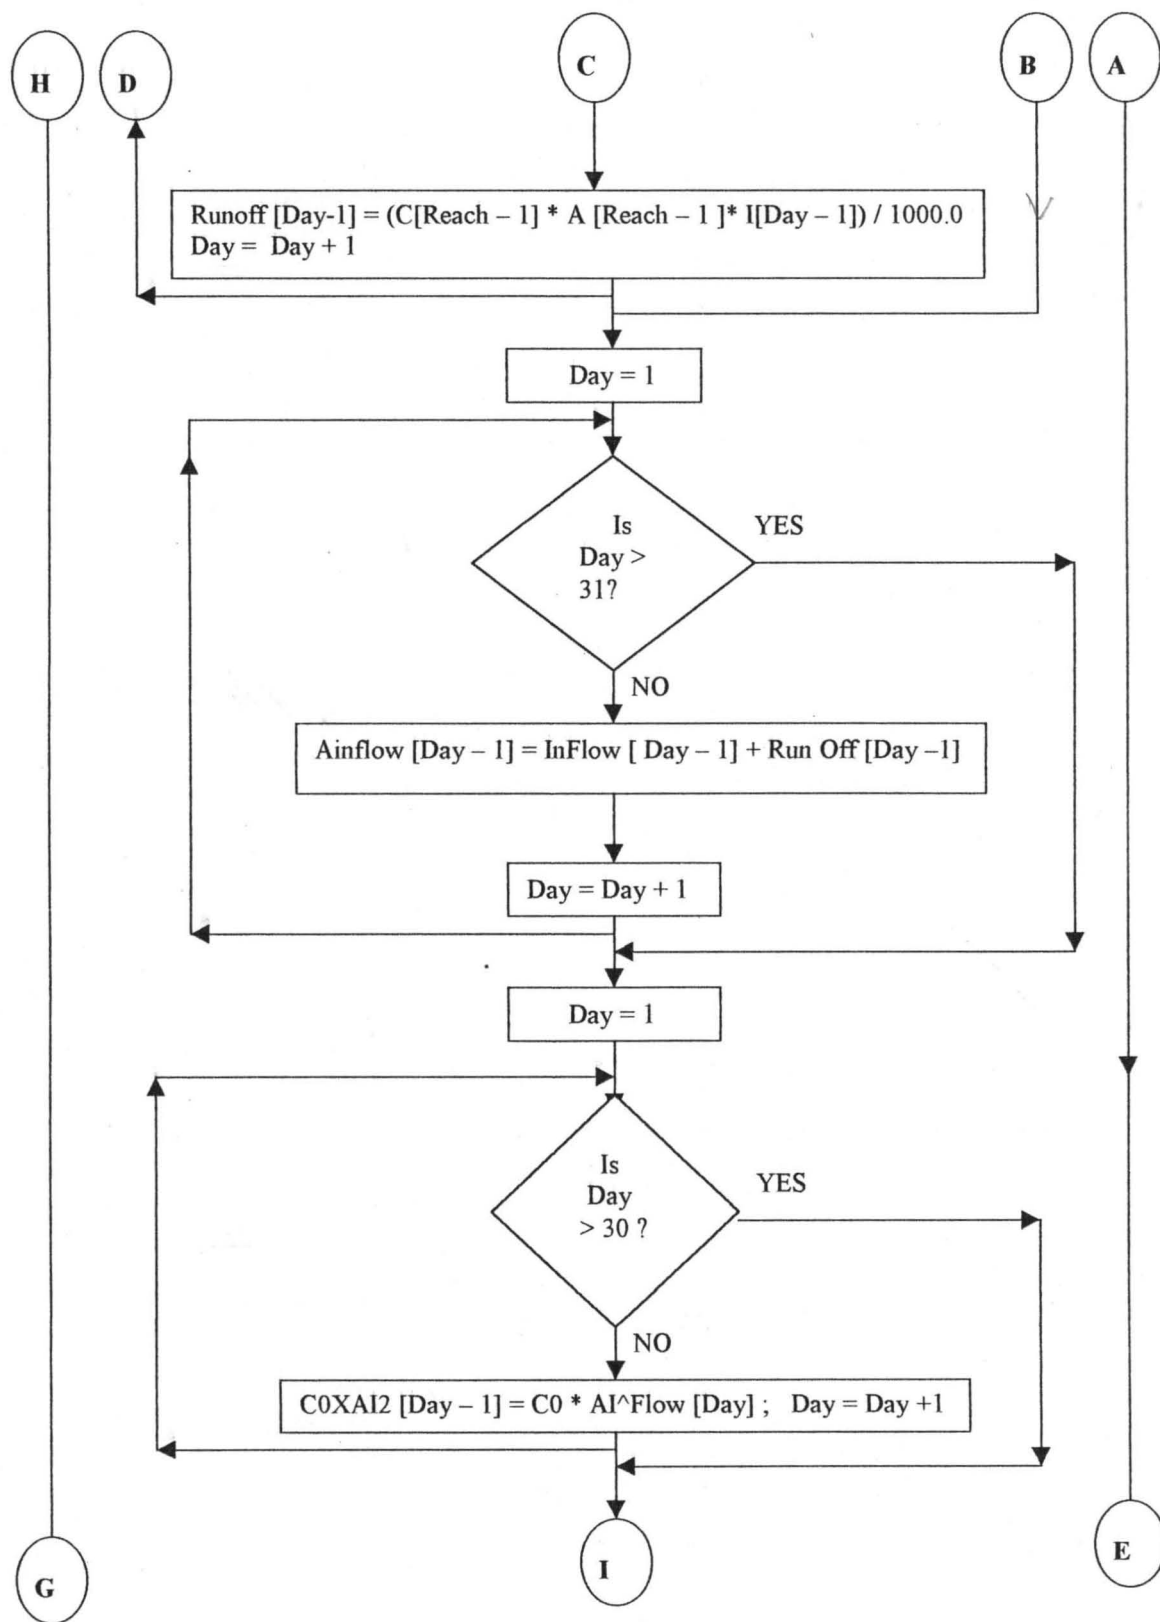 H D C B A
Runoff [Day-1] = (C[Reach – 1] * A [Reach – 1 ]* I[Day – 1]) / 1000.0
Day = Day + 1
Day = 1
Is
Day >
31?
YES
NO
Ainflow [Day – 1] = InFlow [ Day – 1] + Run Off [Day –1]
Day = Day + 1
Day = 1
Is
Day
> 30 ?
YES
NO
C0XAI2 [Day – 1] = C0 * AI^Flow [Day] ; Day = Day +1
G I E